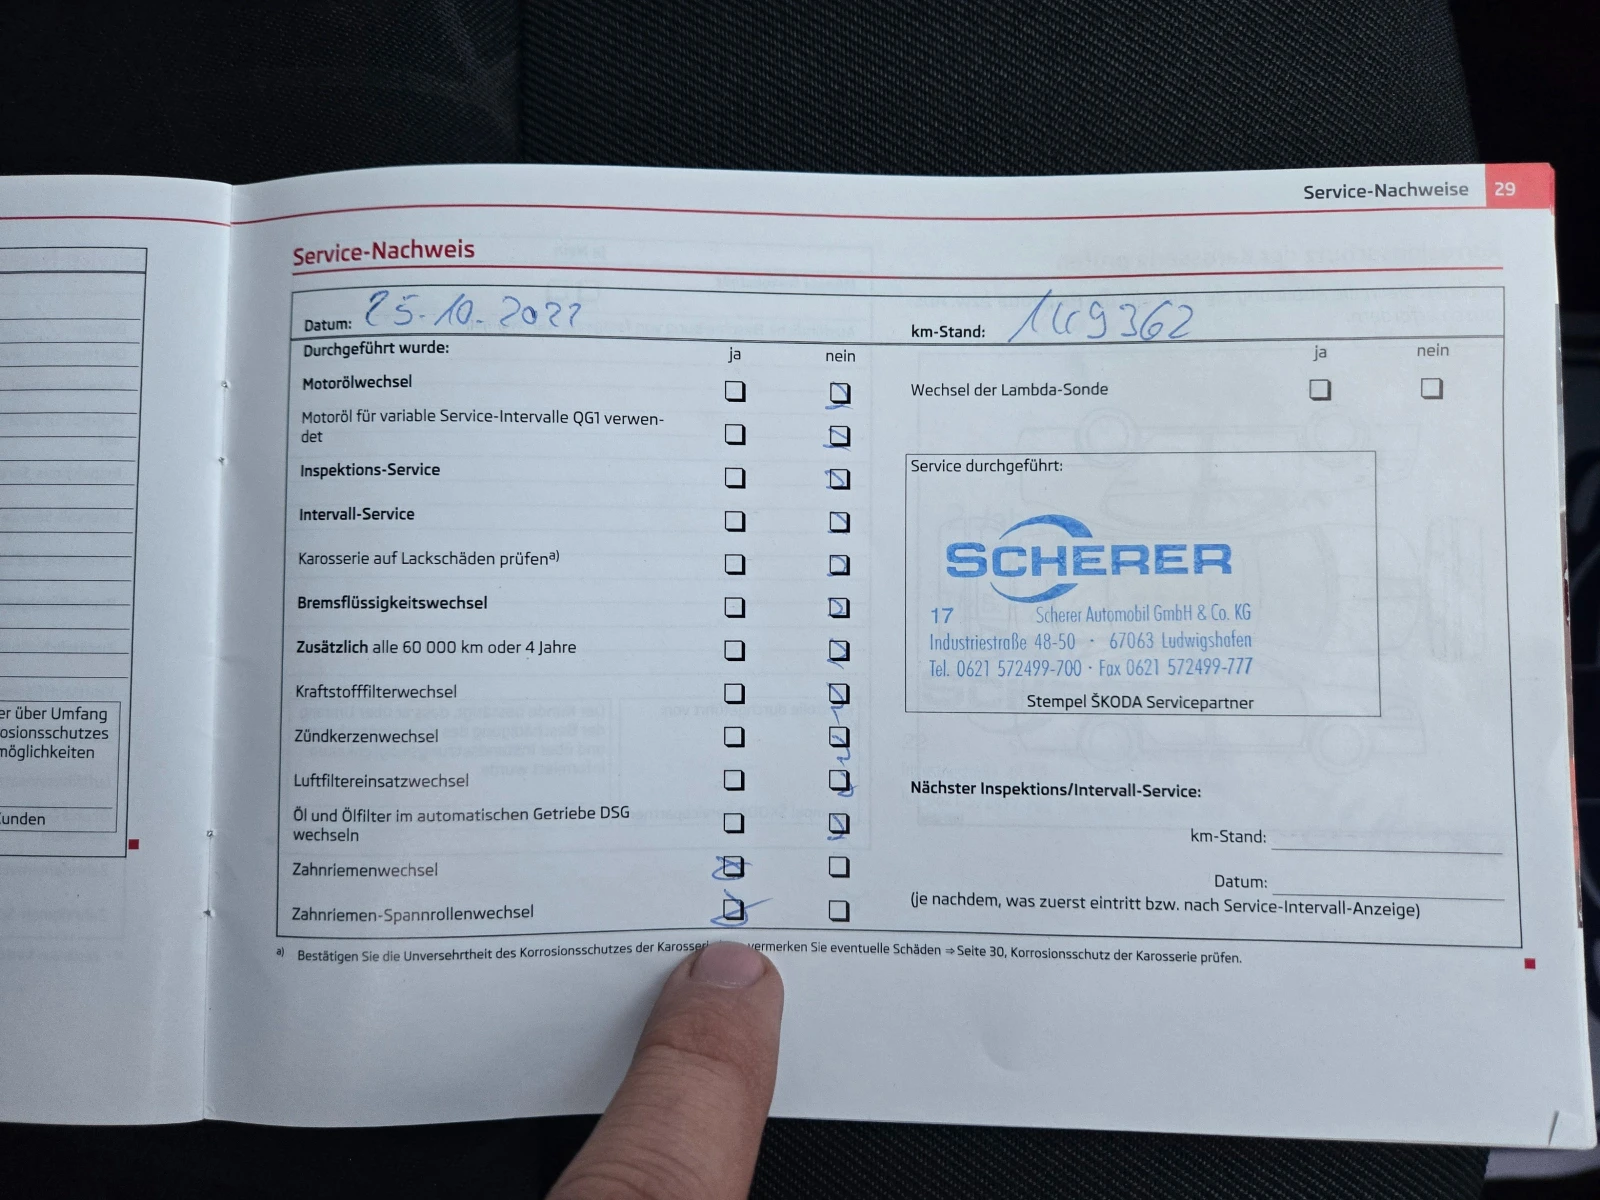 Service-Nachweise 29
Service-Nachweis
Datum: 25.10.2022
km-Stand: 149362
Durchgeführt wurde: ja nein
ja nein
Motorölwechsel
Wechsel der Lambda-Sonde
Motoröl für variable Service-Intervalle QG1 verwen-
det
Inspektions-Service
Intervall-Service
Karosserie auf Lackschäden prüfena)
Bremsflüssigkeitswechsel
Zusätzlich alle 60 000 km oder 4 Jahre
Kraftstofffilterwechsel
Zündkerzenwechsel
Luftfiltereinsatzwechsel
Öl und Ölfilter im automatischen Getriebe DSG
wechseln
Zahnriemenwechsel
Zahnriemen-Spannrollenwechsel
Service durchgeführt:
SCHERER
17 Scherer Automobil GmbH & Co. KG
Industriestraße 48-50 · 67063 Ludwigshafen
Tel. 0621 572499-700 · Fax 0621 572499-777
Stempel ŠKODA Servicepartner
Nächster Inspektions/Intervall-Service:
km-Stand:
Datum:
(je nachdem, was zuerst eintritt bzw. nach Service-Intervall-Anzeige)
a) Bestätigen Sie die Unversehrtheit des Korrosionsschutzes der Karosseri vermerken Sie eventuelle Schäden ⇒ Seite 30, Korrosionsschutz der Karosserie prüfen.
er über Umfang
osionsschutzes
möglichkeiten
unden